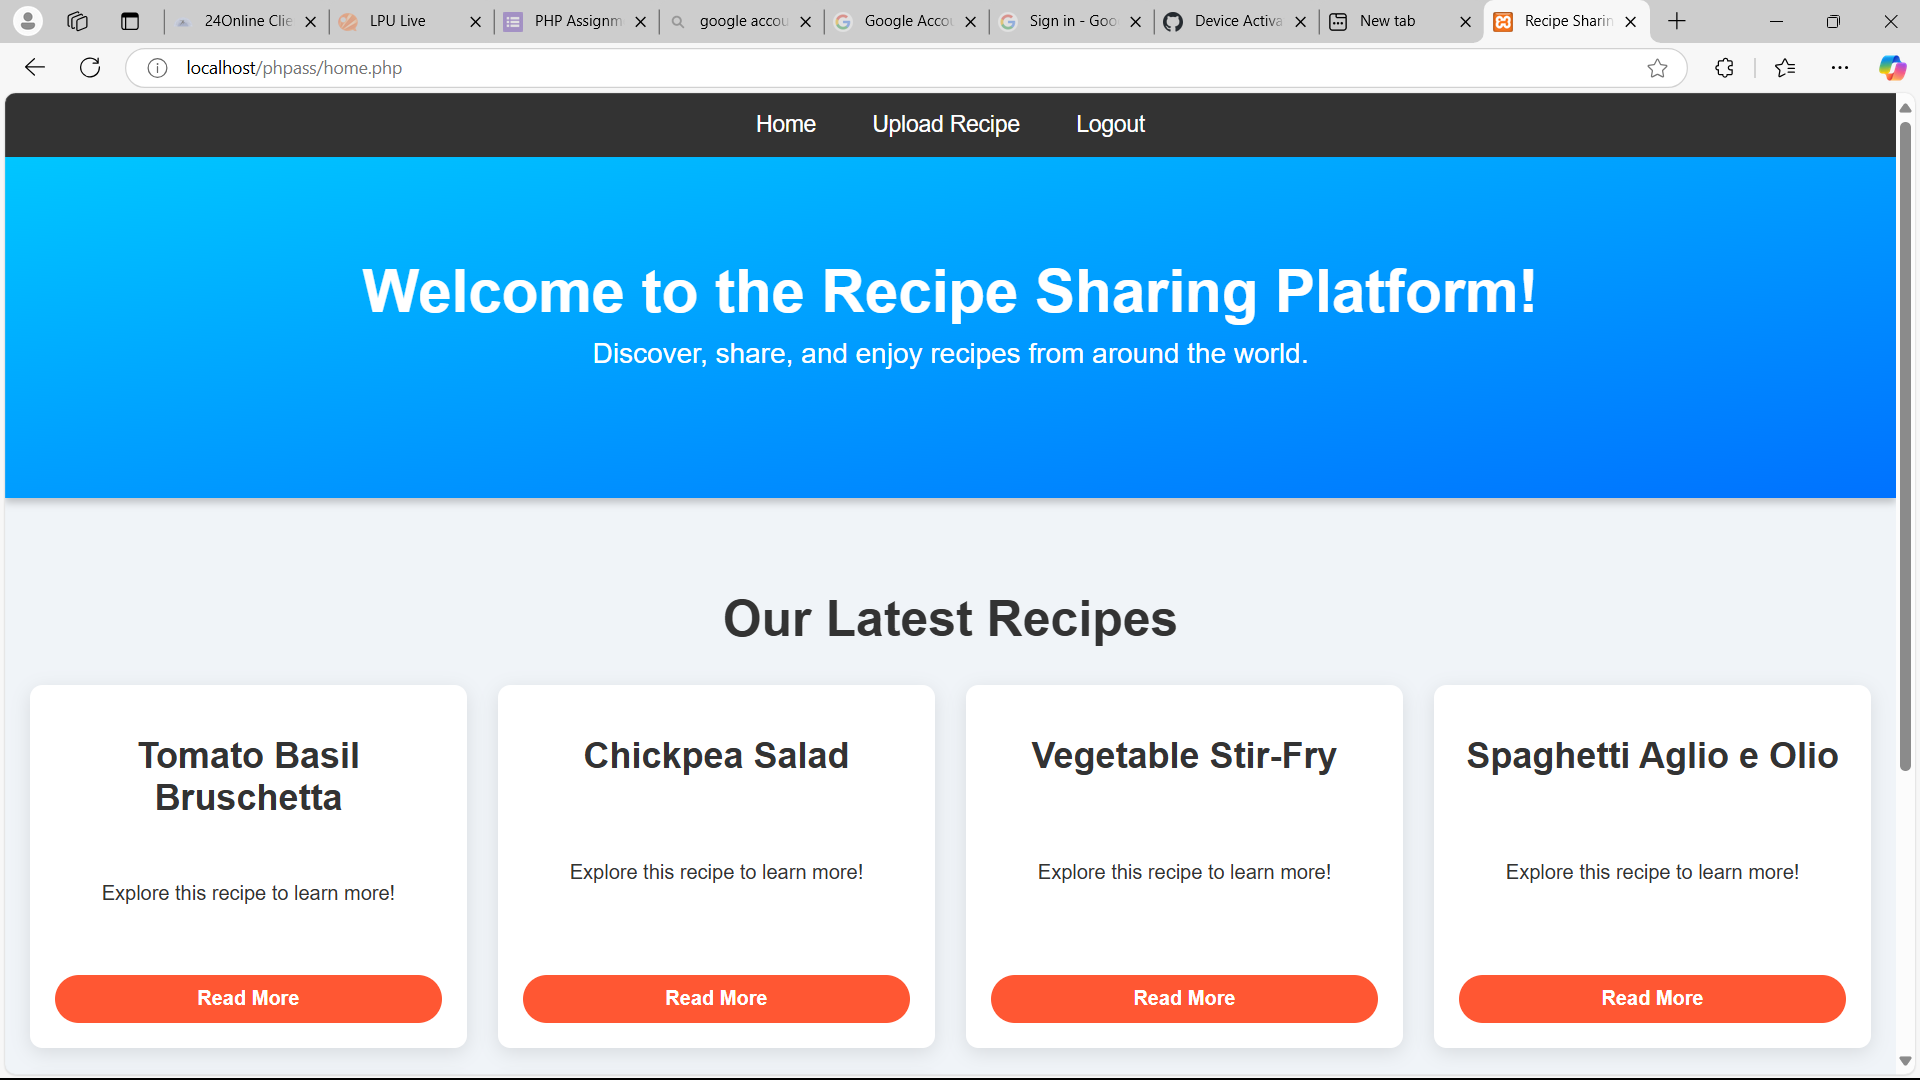 24Online Clie
LPU Live
PHP Assignm
google accou
Google Accou
Sign in - Goo
Device Activa
New tab
Recipe Sharin
localhost/phpass/home.php
Home
Upload Recipe
Logout
Welcome to the Recipe Sharing Platform!
Discover, share, and enjoy recipes from around the world.
Our Latest Recipes
Tomato Basil
Bruschetta
Explore this recipe to learn more!
Read More
Chickpea Salad
Explore this recipe to learn more!
Read More
Vegetable Stir-Fry
Explore this recipe to learn more!
Read More
Spaghetti Aglio e Olio
Explore this recipe to learn more!
Read More